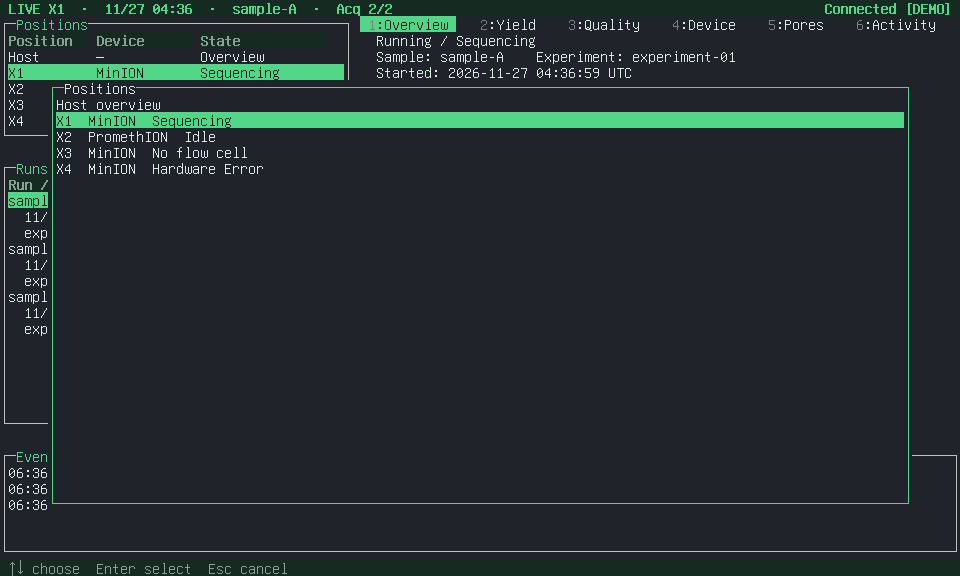 LIVE X1 · 11/27 04:36 · sample-A · Acq 2/2 Connected [DEMO]
Positions 1:Overview 2:Yield 3:Quality 4:Device 5:Pores 6:Activity
Position Device State Running / Sequencing
Host — Overview Sample: sample-A Experiment: experiment-01
X1 MinION Sequencing Started: 2026-11-27 04:36:59 UTC
X2
X3
X4
Positions
Host overview
X1 MinION Sequencing
X2 PromethION Idle
X3 MinION No flow cell
X4 MinION Hardware Error
Runs
Run /
sampl
11/
exp
sampl
11/
exp
sampl
11/
exp
Even
06:36
06:36
06:36
↑↓ choose Enter select Esc cancel